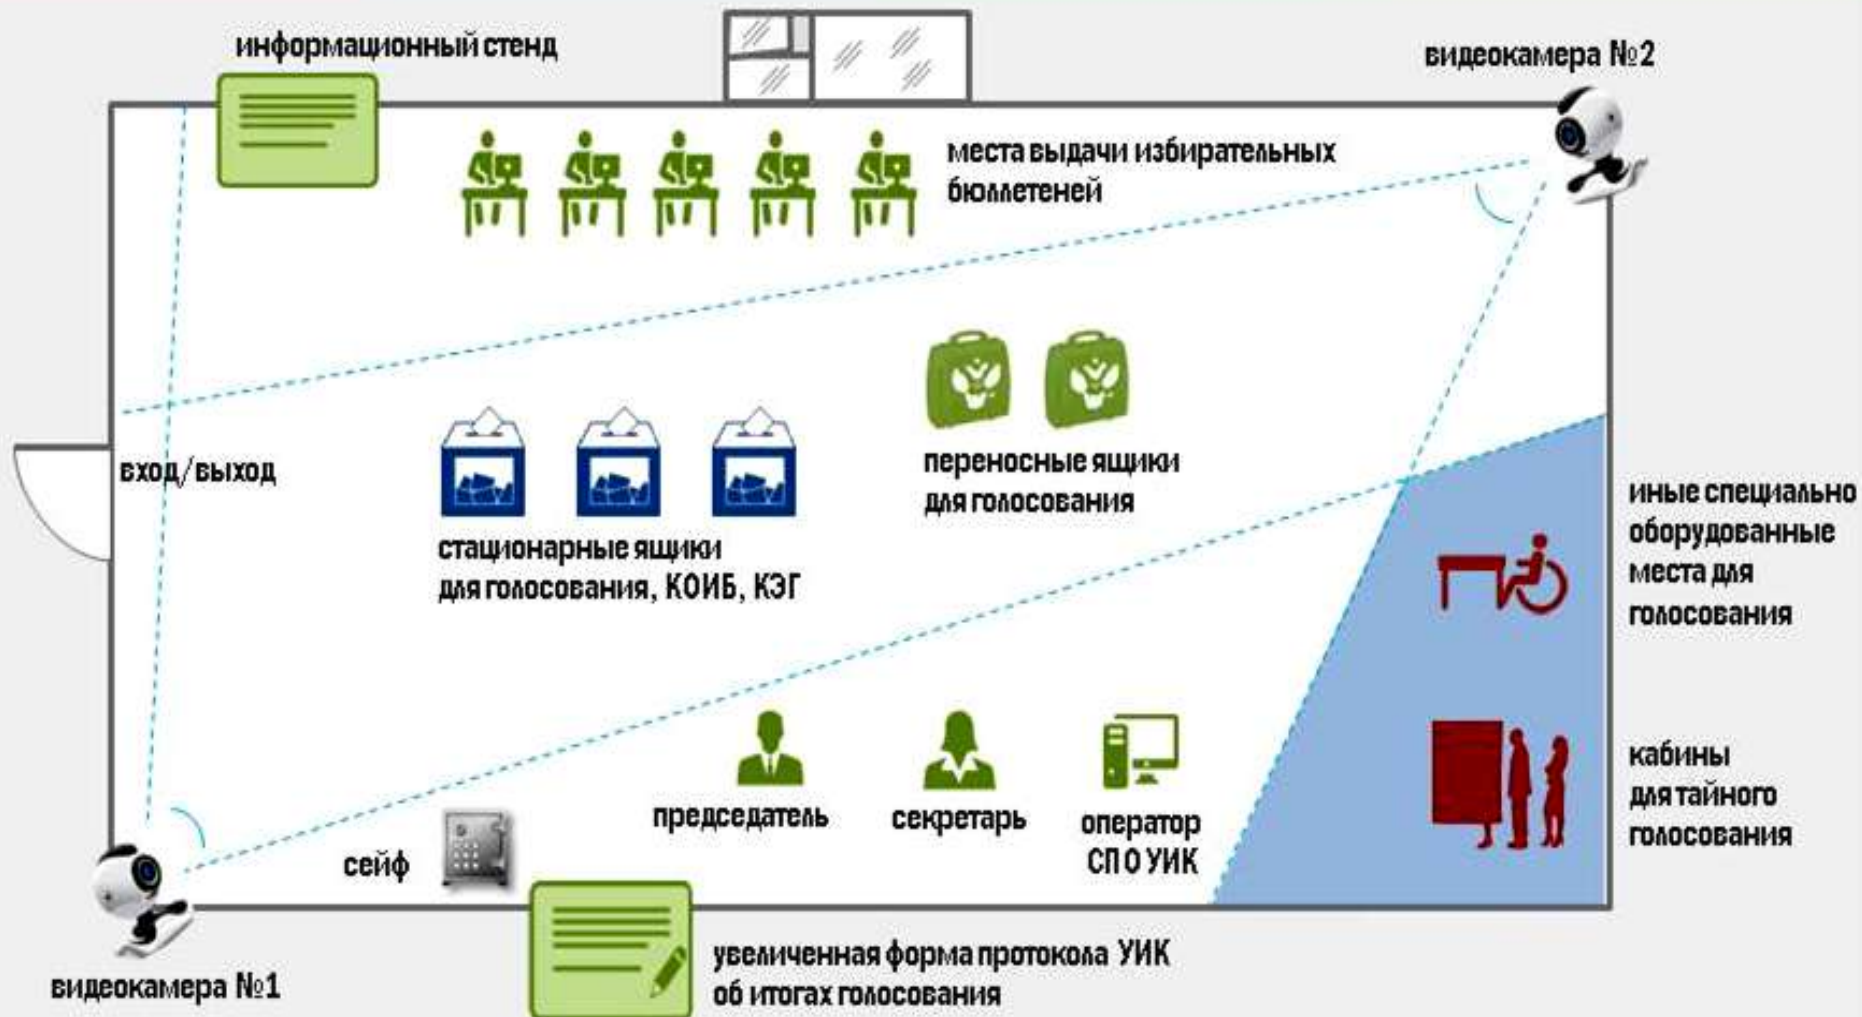 информационный стенд
видеокамера №2
места выдачи избирательных
бюллетеней
вход/выход
переносные ящики
для голосования
стационарные ящики
для голосования, КОИБ, КЭГ
иные специально
оборудованные
места для
голосования
председатель
секретарь
оператор
СПО УИК
кабины
для тайного
голосования
сейф
увеличенная форма протокола УИК
об итогах голосования
видеокамера №1